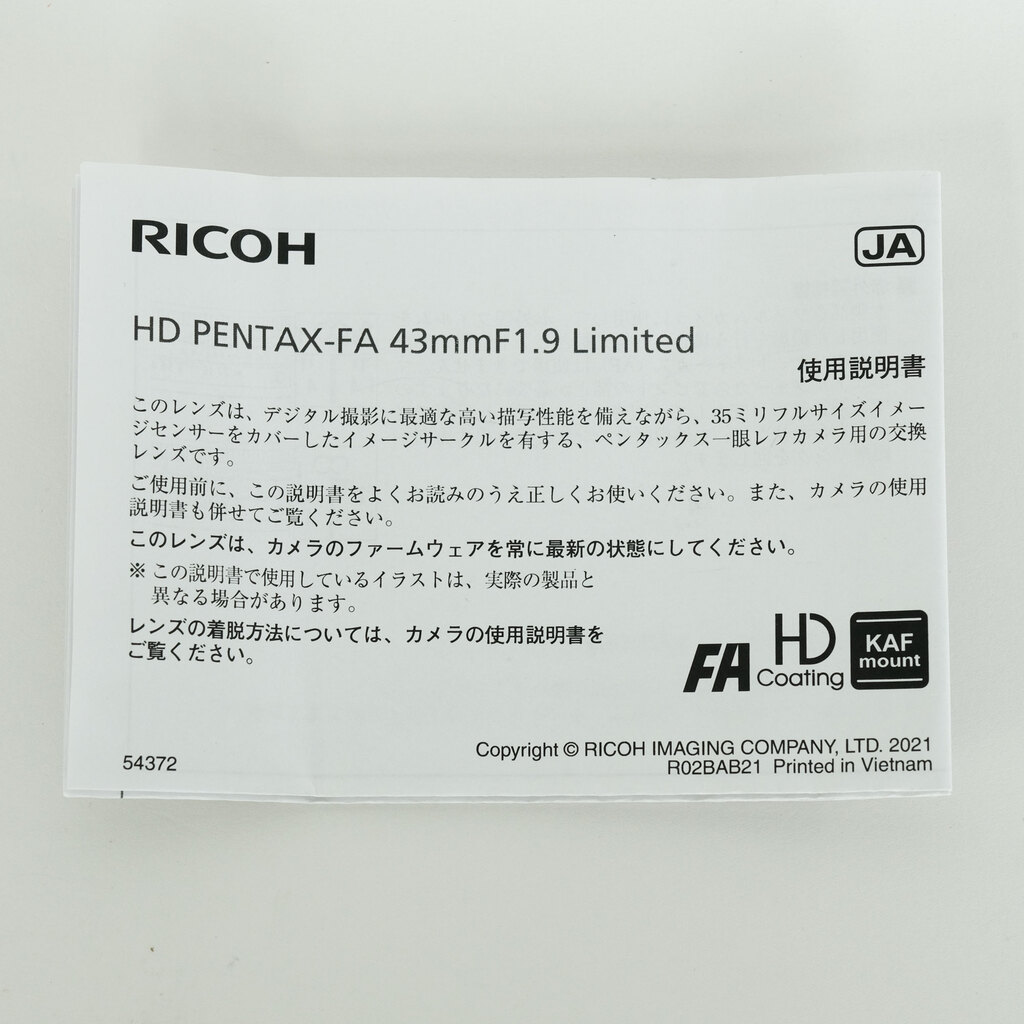 RICOH
JA
HD PENTAX-FA 43mmF1.9 Limited
使用説明書
このレンズは、デジタル撮影に最適な高い描写性能を備えながら、35ミリフルサイズイメー
ジセンサーをカバーしたイメージサークルを有する、ペンタックス一眼レフカメラ用の交換
レンズです。
ご使用前に、この説明書をよくお読みのうえ正しくお使いください。また、カメラの使用
説明書も併せてご覧ください。
このレンズは、カメラのファームウェアを常に最新の状態にしてください。
※ この説明書で使用しているイラストは、実際の製品と
異なる場合があります。
レンズの着脱方法については、カメラの使用説明書を
ご覧ください。
FA
HD
Coating
KAF
mount
54372
Copyright © RICOH IMAGING COMPANY, LTD. 2021
R02BAB21 Printed in Vietnam